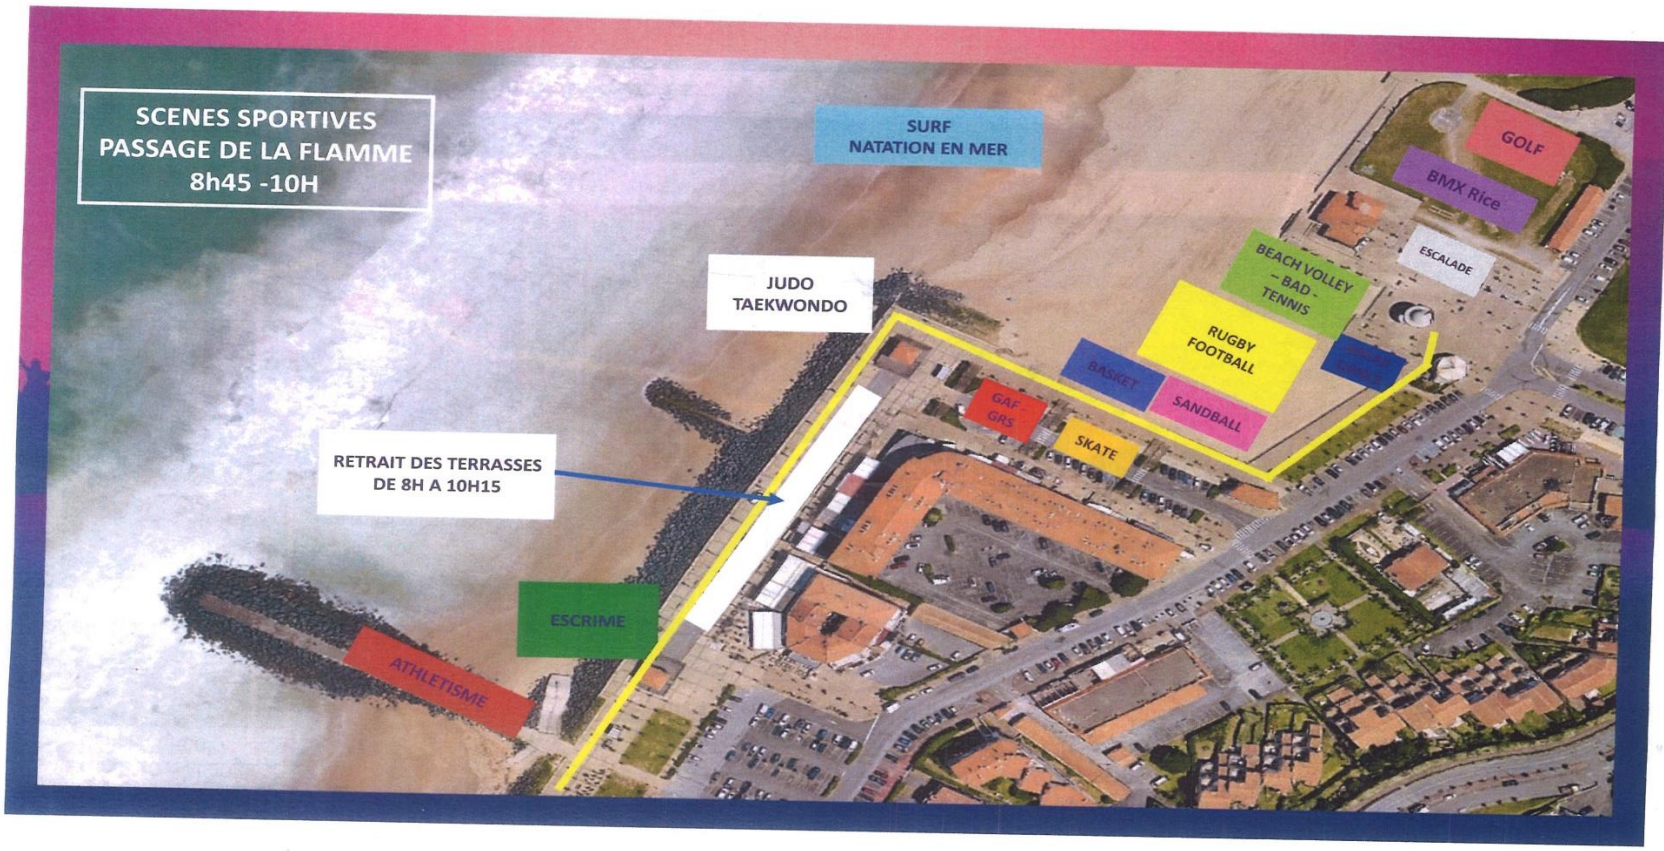 SCENES SPORTIVES
PASSAGE DE LA FLAMME
8h45 -10H
SURF
NATATION EN MER
GOLF
BMX Rice
ESCALADE
BEACH VOLLEY
– BAD -
TENNIS
JUDO
TAEKWONDO
RUGBY
FOOTBALL
BASKET
SANDBALL
GAF -
GRS
SKATE
RETRAIT DES TERRASSES
DE 8H A 10H15
ESCRIME
ATHLETISME